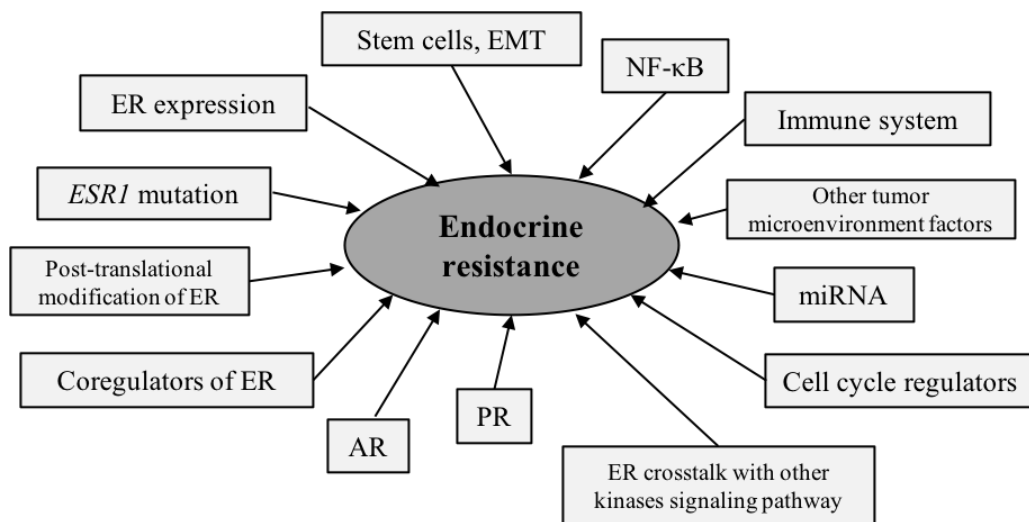 Stem cells, EMT
NF-κB
ER expression
Immune system
ESR1 mutation
Other tumor
microenvironment factors
Endocrine
resistance
Post-translational
modification of ER
miRNA
Coregulators of ER
Cell cycle regulators
PR
AR
ER crosstalk with other
kinases signaling pathway